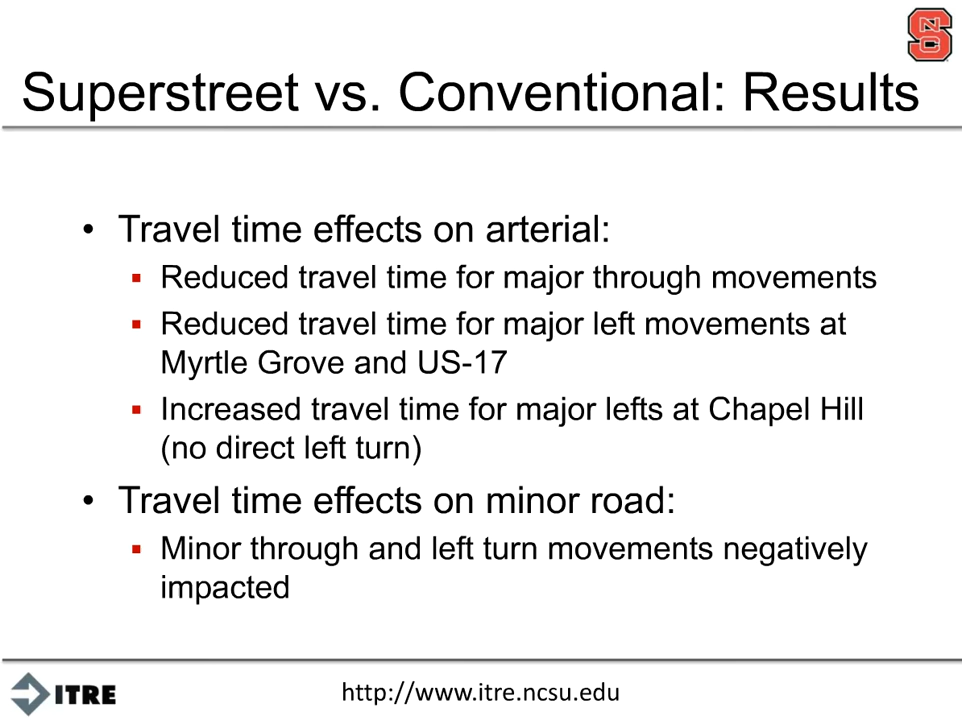 Superstreet vs. Conventional: Results
• Travel time effects on arterial:
▪ Reduced travel time for major through movements
▪ Reduced travel time for major left movements at
Myrtle Grove and US-17
▪ Increased travel time for major lefts at Chapel Hill
(no direct left turn)
• Travel time effects on minor road:
▪ Minor through and left turn movements negatively
impacted
ITRE
http://www.itre.ncsu.edu
NCS